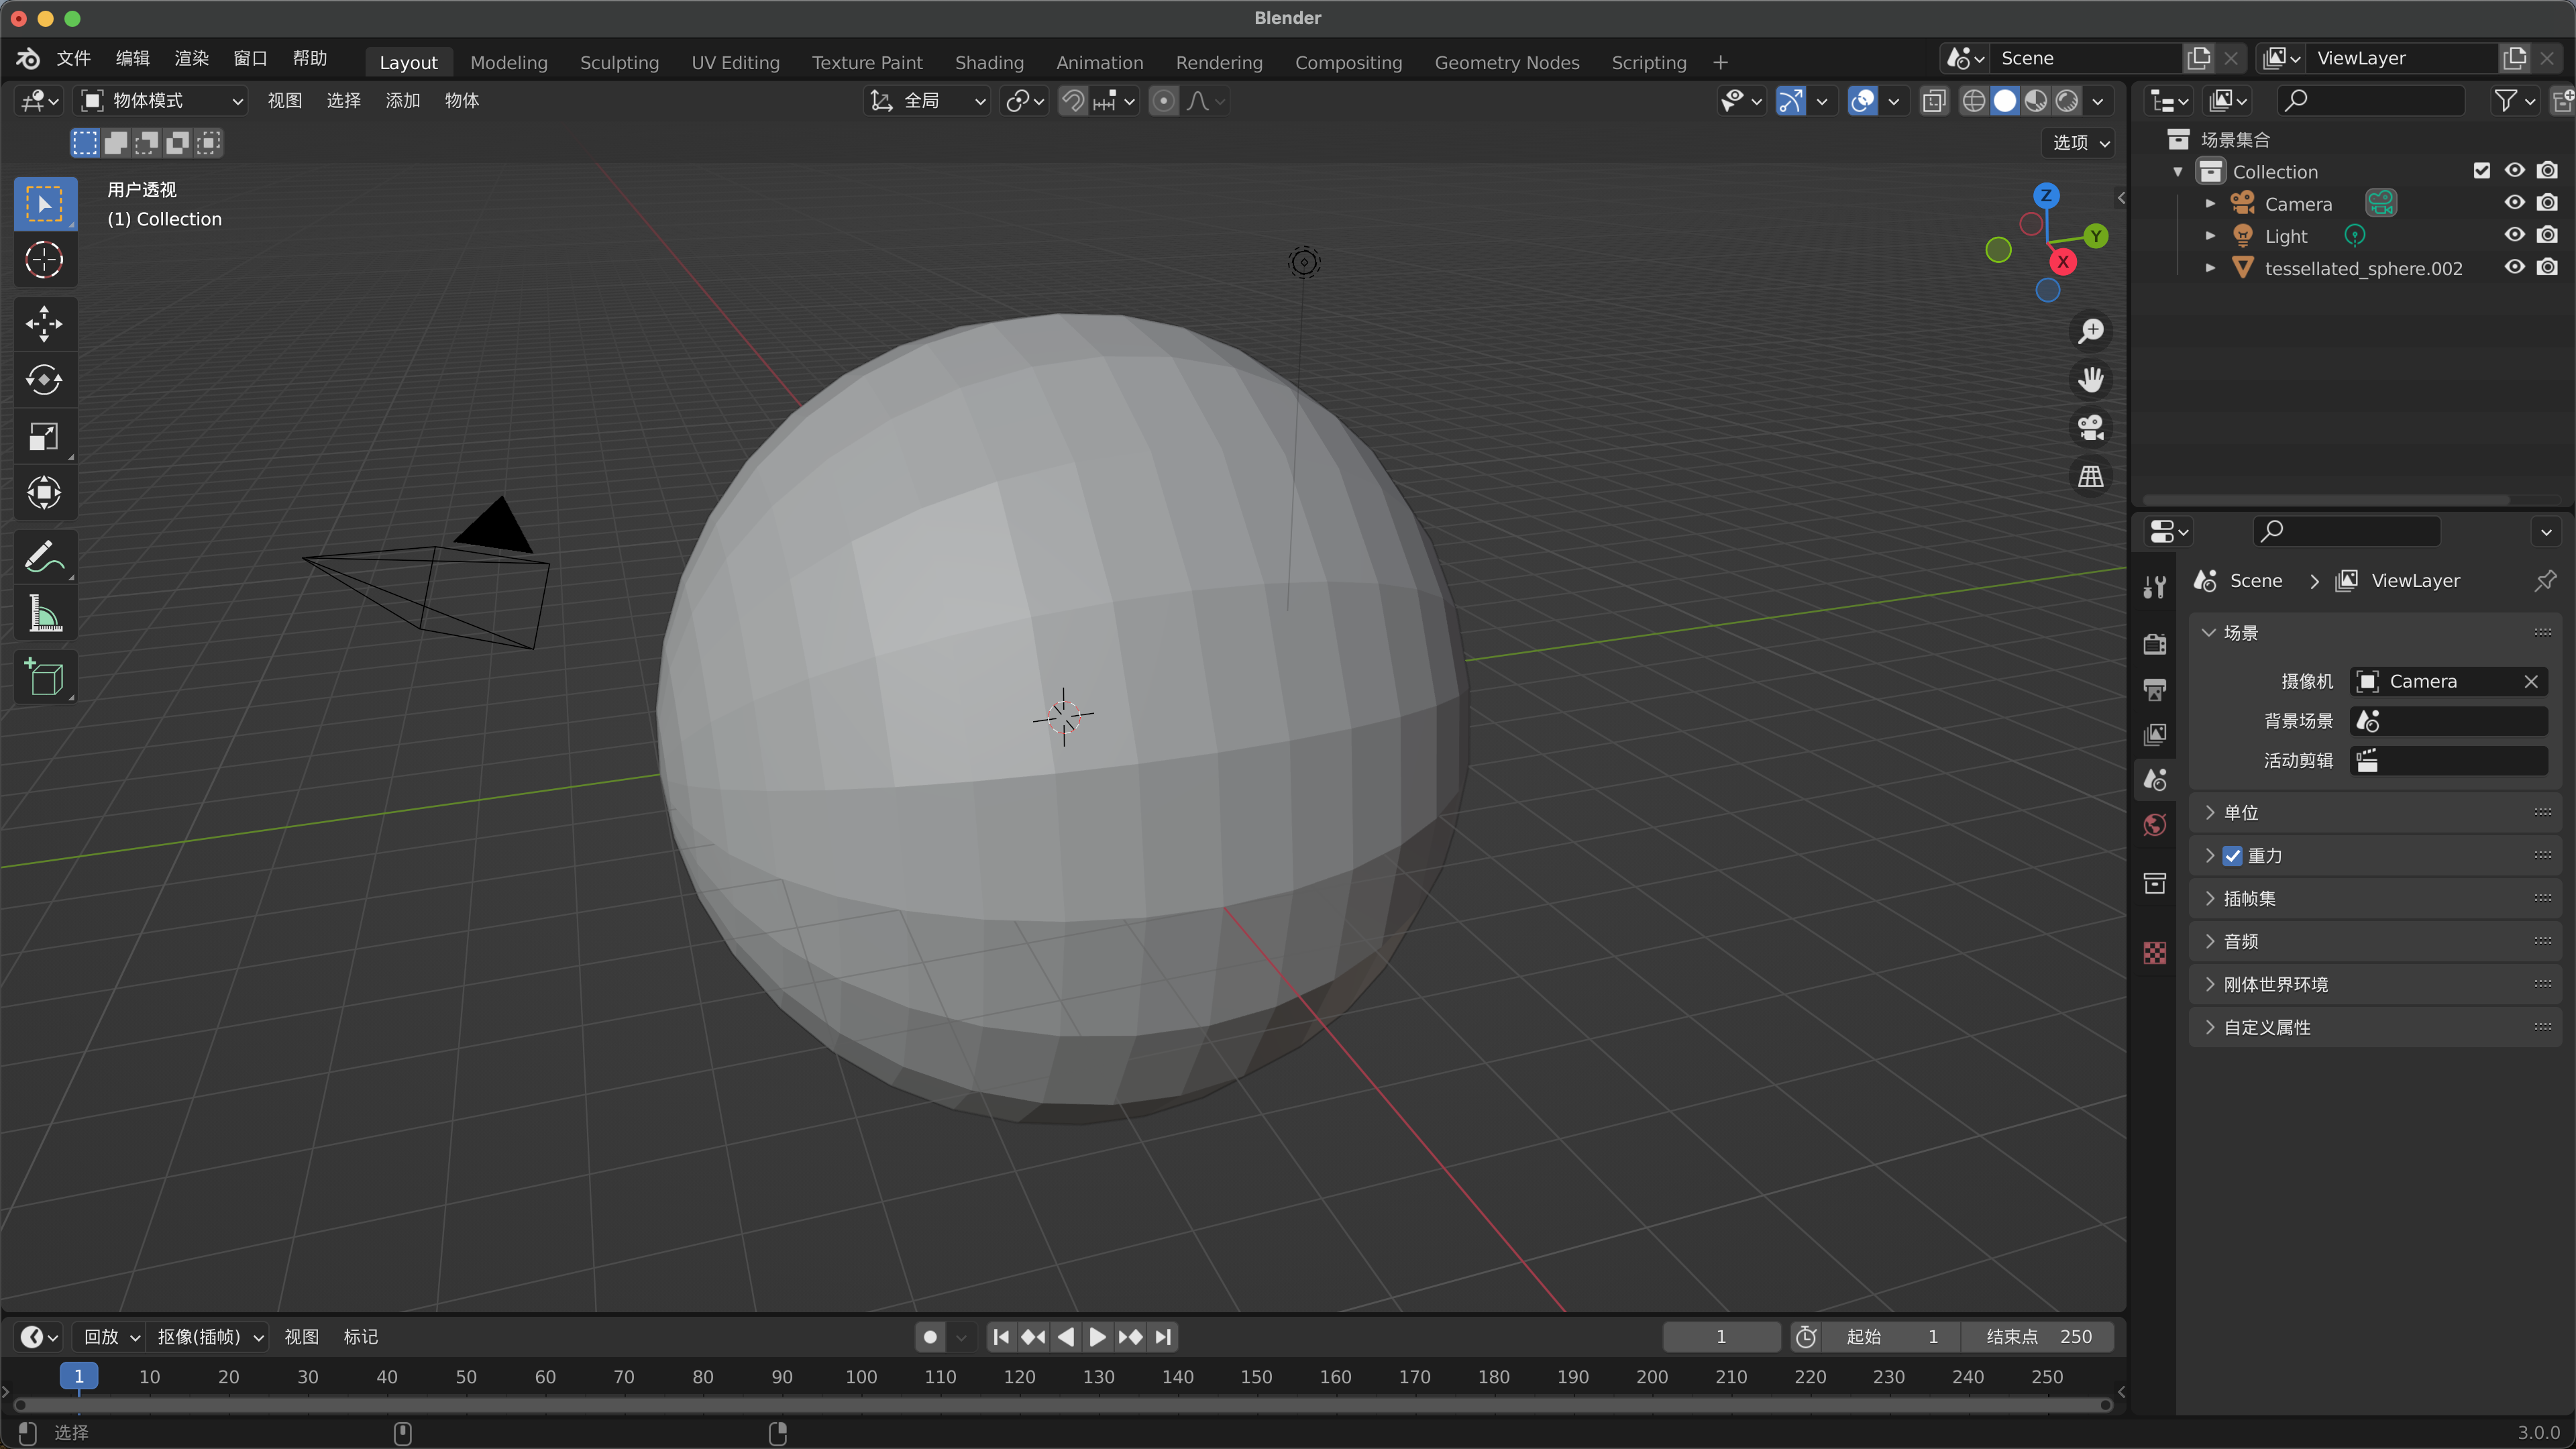 Blender
文件 编辑 渲染 窗口 帮助 Layout Modeling Sculpting UV Editing Texture Paint Shading Animation Rendering Compositing Geometry Nodes Scripting + Scene ViewLayer
物体模式 视图 选择 添加 物体 全局
选项
用户透视
(1) Collection
Z
Y
X
场景集合
Collection
Camera
Light
tessellated_sphere.002
Scene > ViewLayer
场景
摄像机 Camera
背景场景
活动剪辑
单位
重力
插帧集
音频
刚体世界环境
自定义属性
回放 抠像(插帧) 视图 标记 1 起始 1 结束点 250
1 10 20 30 40 50 60 70 80 90 100 110 120 130 140 150 160 170 180 190 200 210 220 230 240 250
选择 3.0.0